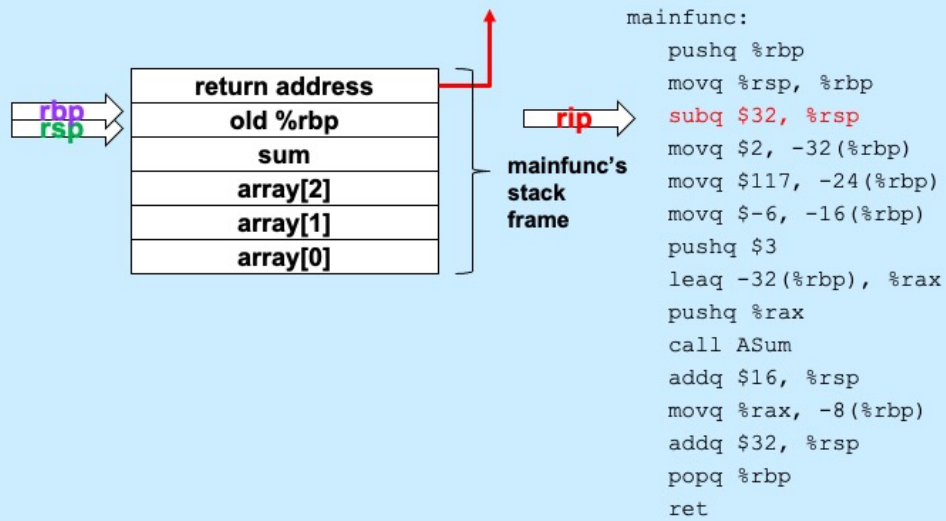 return address
old %rbp
sum
array[2]
array[1]
array[0]
rbp
rsp
mainfunc's
stack
frame
rip
mainfunc:
pushq %rbp
movq %rsp, %rbp
subq $32, %rsp
movq $2, -32(%rbp)
movq $117, -24(%rbp)
movq $-6, -16(%rbp)
pushq $3
leaq -32(%rbp), %rax
pushq %rax
call ASum
addq $16, %rsp
movq %rax, -8(%rbp)
addq $32, %rsp
popq %rbp
ret